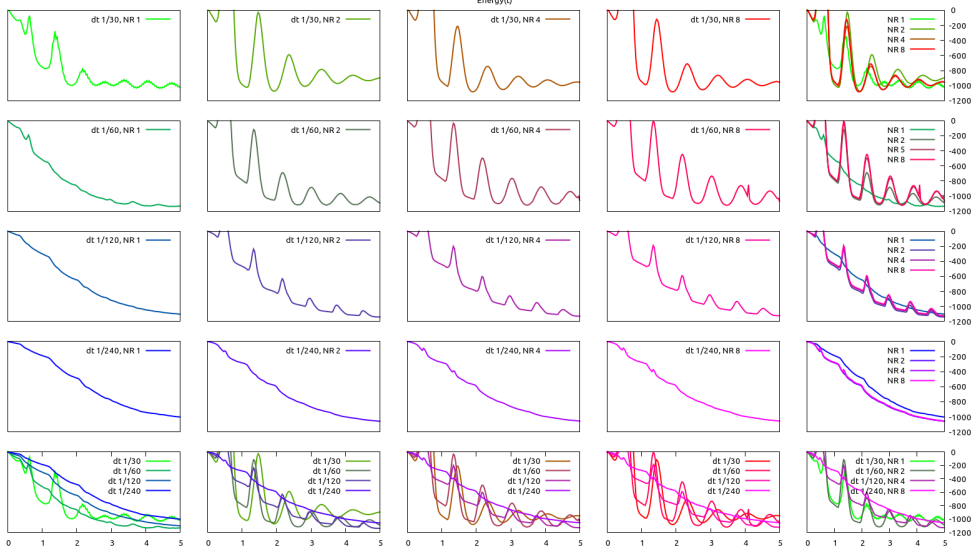 Energy(t)
dt 1/30, NR 1
dt 1/30, NR 2
dt 1/30, NR 4
dt 1/30, NR 8
NR 1
NR 2
NR 4
NR 8
0
-200
-400
-600
-800
-1000
-1200
dt 1/60, NR 1
dt 1/60, NR 2
dt 1/60, NR 4
dt 1/60, NR 8
NR 1
NR 2
NR 5
NR 8
0
-200
-400
-600
-800
-1000
-1200
dt 1/120, NR 1
dt 1/120, NR 2
dt 1/120, NR 4
dt 1/120, NR 8
NR 1
NR 2
NR 4
NR 8
0
-200
-400
-600
-800
-1000
-1200
dt 1/240, NR 1
dt 1/240, NR 2
dt 1/240, NR 4
dt 1/240, NR 8
NR 1
NR 2
NR 4
NR 8
0
-200
-400
-600
-800
-1000
-1200
dt 1/30
dt 1/60
dt 1/120
dt 1/240
dt 1/30
dt 1/60
dt 1/120
dt 1/240
dt 1/30
dt 1/60
dt 1/120
dt 1/240
dt 1/30
dt 1/60
dt 1/120
dt 1/240
dt 1/30, NR 1
dt 1/60, NR 2
dt 1/120, NR 4
dt 1/240, NR 8
0
-200
-400
-600
-800
-1000
-1200
0 1 2 3 4 5
0 1 2 3 4 5
0 1 2 3 4 5
0 1 2 3 4 5
0 1 2 3 4 5